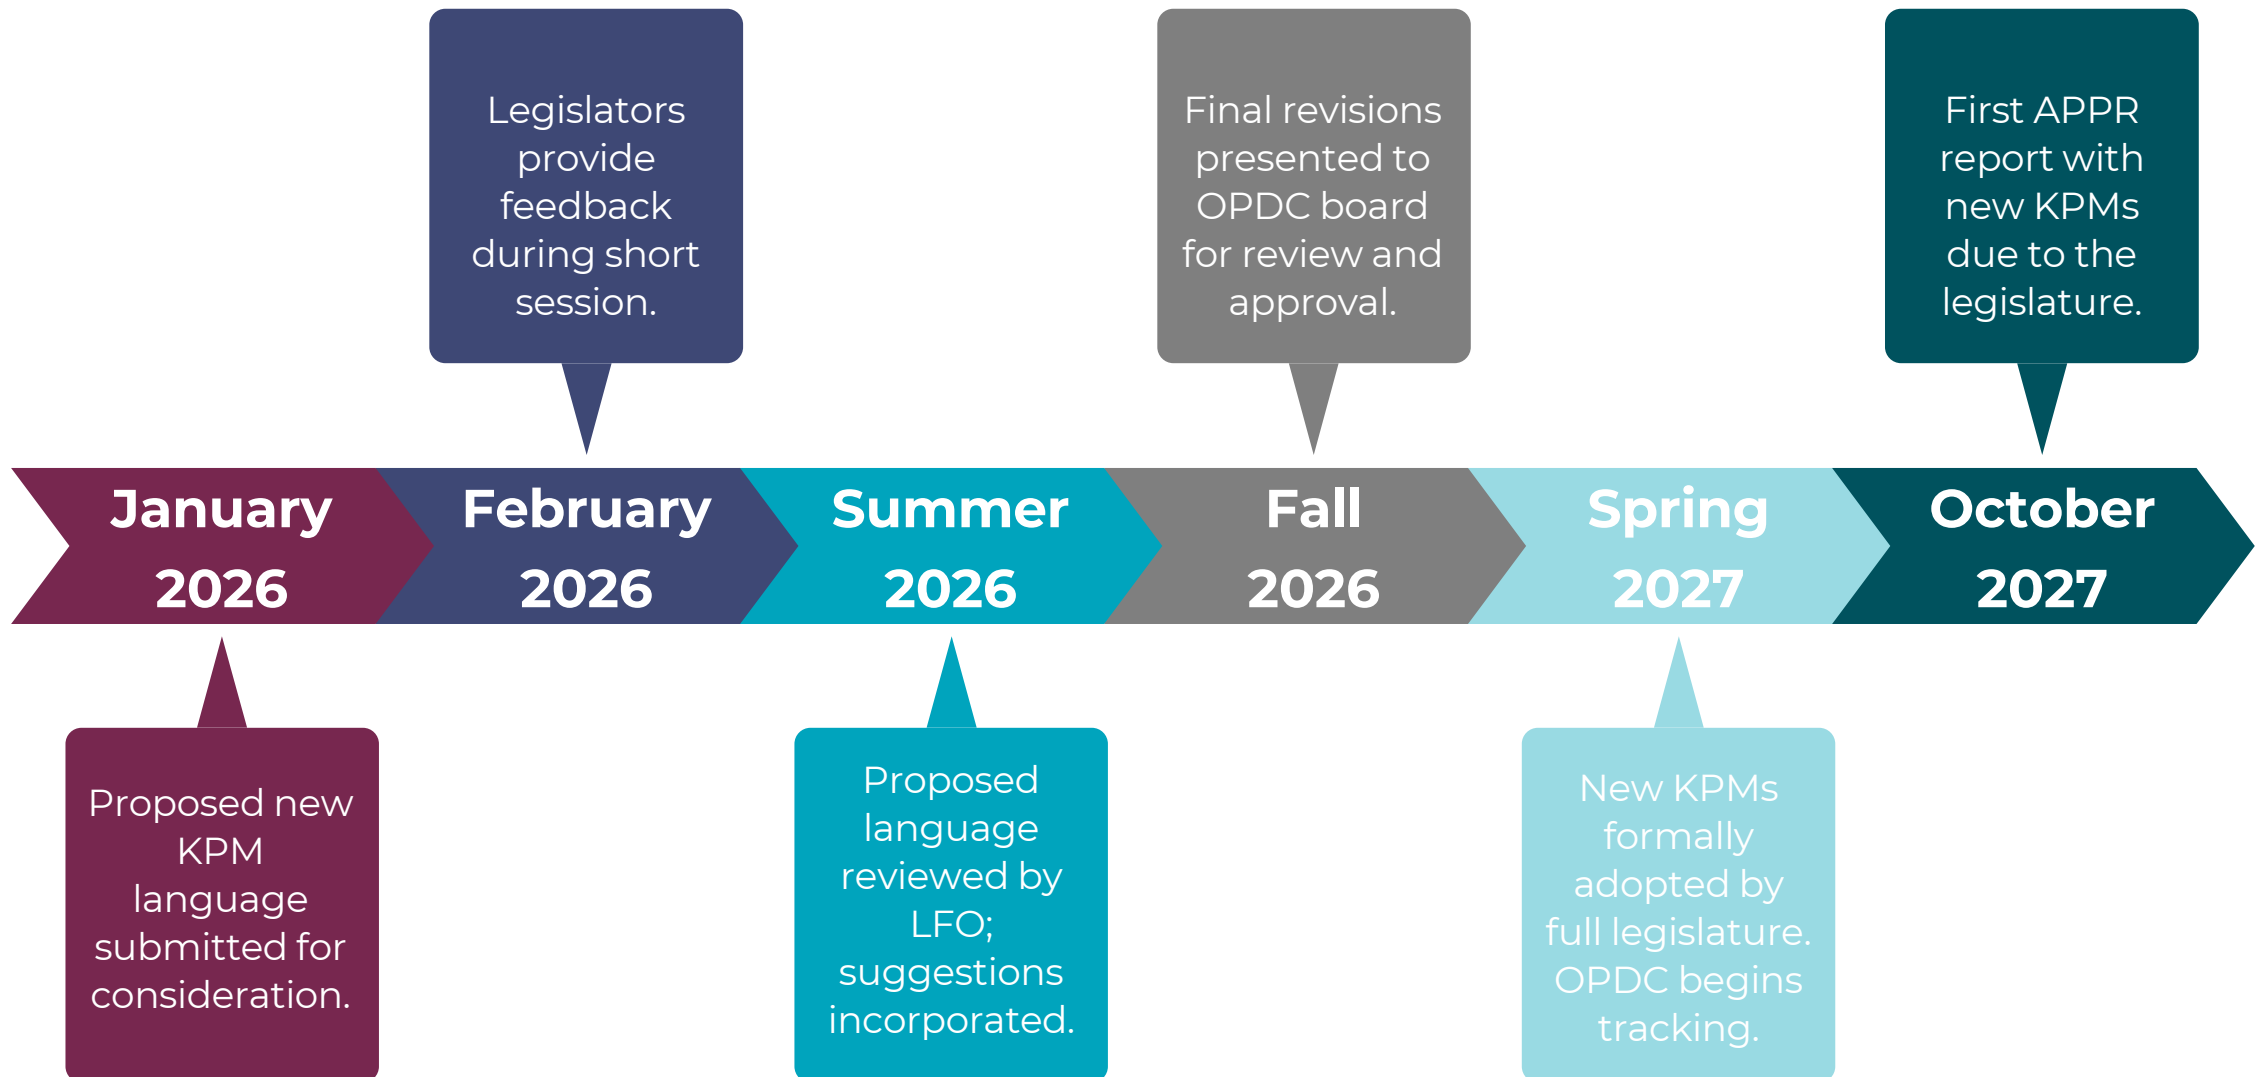 Legislators
provide
feedback
during short
session.
Final revisions
presented to
OPDC board
for review and
approval.
First APPR
report with
new KPMs
due to the
legislature.
January
2026
February
2026
Summer
2026
Fall
2026
Spring
2027
October
2027
Proposed new
KPM
language
submitted for
consideration.
Proposed
language
reviewed by
LFO;
suggestions
incorporated.
New KPMs
formally
adopted by
full legislature.
OPDC begins
tracking.